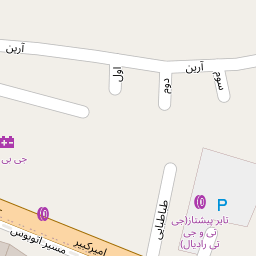 آرین
آرین
اول
دوم
سوم
جی بی
طباطبایی
P
تایر پیشتاز(جی
تی و جی
تی رادیال)
امیرکبیر
مسیر اتوبوس